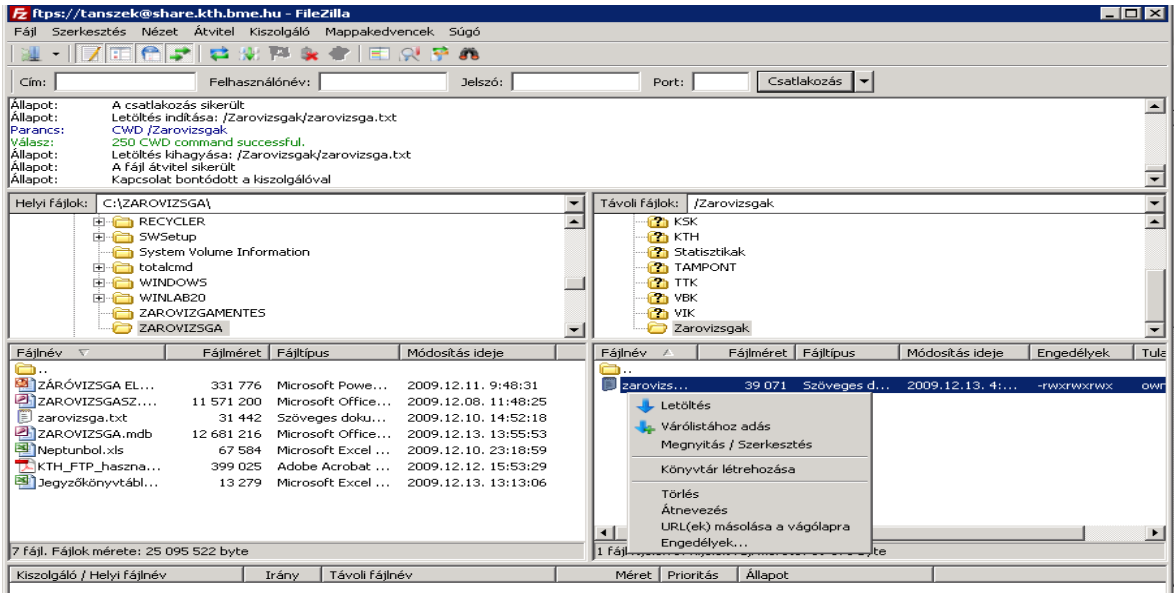 ftps://tanszek@share.kth.bme.hu - FileZilla
Fájl Szerkesztés Nézet Átvitel Kiszolgáló Mappakedvencek Súgó
Cím: Felhasználónév: Jelszó: Port: Csatlakozás
Állapot: A csatlakozás sikerült
Állapot: Letöltés indítása: /Zarovizsgak/zarovizsga.txt
Parancs: CWD /Zarovizsgak
Válasz: 250 CWD command successful.
Állapot: Letöltés kihagyása: /Zarovizsgak/zarovizsga.txt
Állapot: A fájl átvitel sikerült
Állapot: Kapcsolat bontódott a kiszolgálóval
Helyi fájlok: C:\ZAROVIZSGA\
RECYCLER
SWSetup
System Volume Information
totalcmd
WINDOWS
WINLAB20
ZAROVIZGAMENTES
ZAROVIZSGA
Távoli fájlok: /Zarovizsgak
KSK
KTH
Statisztikak
TAMPONT
TTK
VBK
VIK
Zarovizsgak
Fájlnév Fájlméret Fájltípus Módosítás ideje
..
ZÁRÓVIZSGA EL... 331 776 Microsoft Powe... 2009.12.11. 9:48:31
ZAROVIZSGASZ.... 11 571 200 Microsoft Office... 2009.12.08. 11:48:25
zarovizsga.txt 31 442 Szöveges doku... 2009.12.10. 14:52:18
ZAROVIZSGA.mdb 12 681 216 Microsoft Office... 2009.12.13. 13:55:53
Neptunbol.xls 67 584 Microsoft Excel ... 2009.12.10. 23:18:59
KTH_FTP_haszna... 399 025 Adobe Acrobat ... 2009.12.12. 15:53:29
Jegyzőkönyvtábl... 13 279 Microsoft Excel ... 2009.12.13. 13:13:06
7 fájl. Fájlok mérete: 25 095 522 byte
Fájlnév Fájlméret Fájltípus Módosítás ideje Engedélyek Tula
..
zarovizs... 39 071 Szöveges d... 2009.12.13. 4:... -rwxrwxrwx own
Letöltés
Várólistához adás
Megnyitás / Szerkesztés
Könyvtár létrehozása
Törlés
Átnevezés
URL(ek) másolása a vágólapra
Engedélyek...
Kiszolgáló / Helyi fájlnév Irány Távoli fájlnév Méret Prioritás Állapot